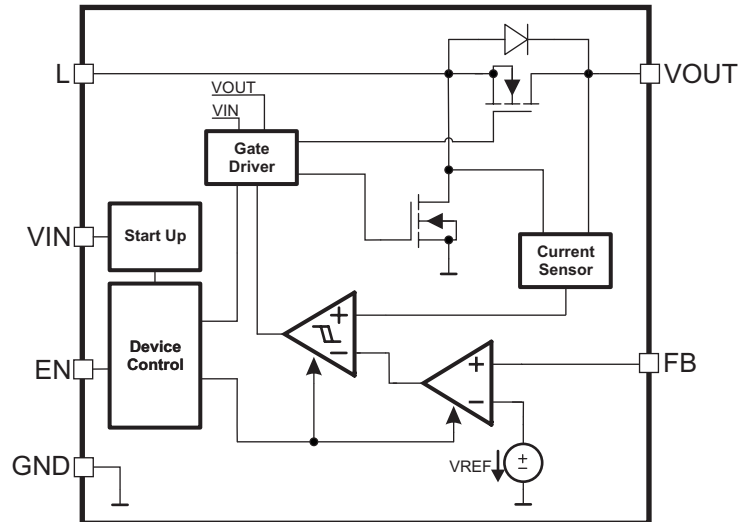 L
VOUT
VOUT
VIN
Gate
Driver
VIN
Start Up
Current
Sensor
Device
Control
EN
+
−
+
−
FB
GND
VREF
+
−